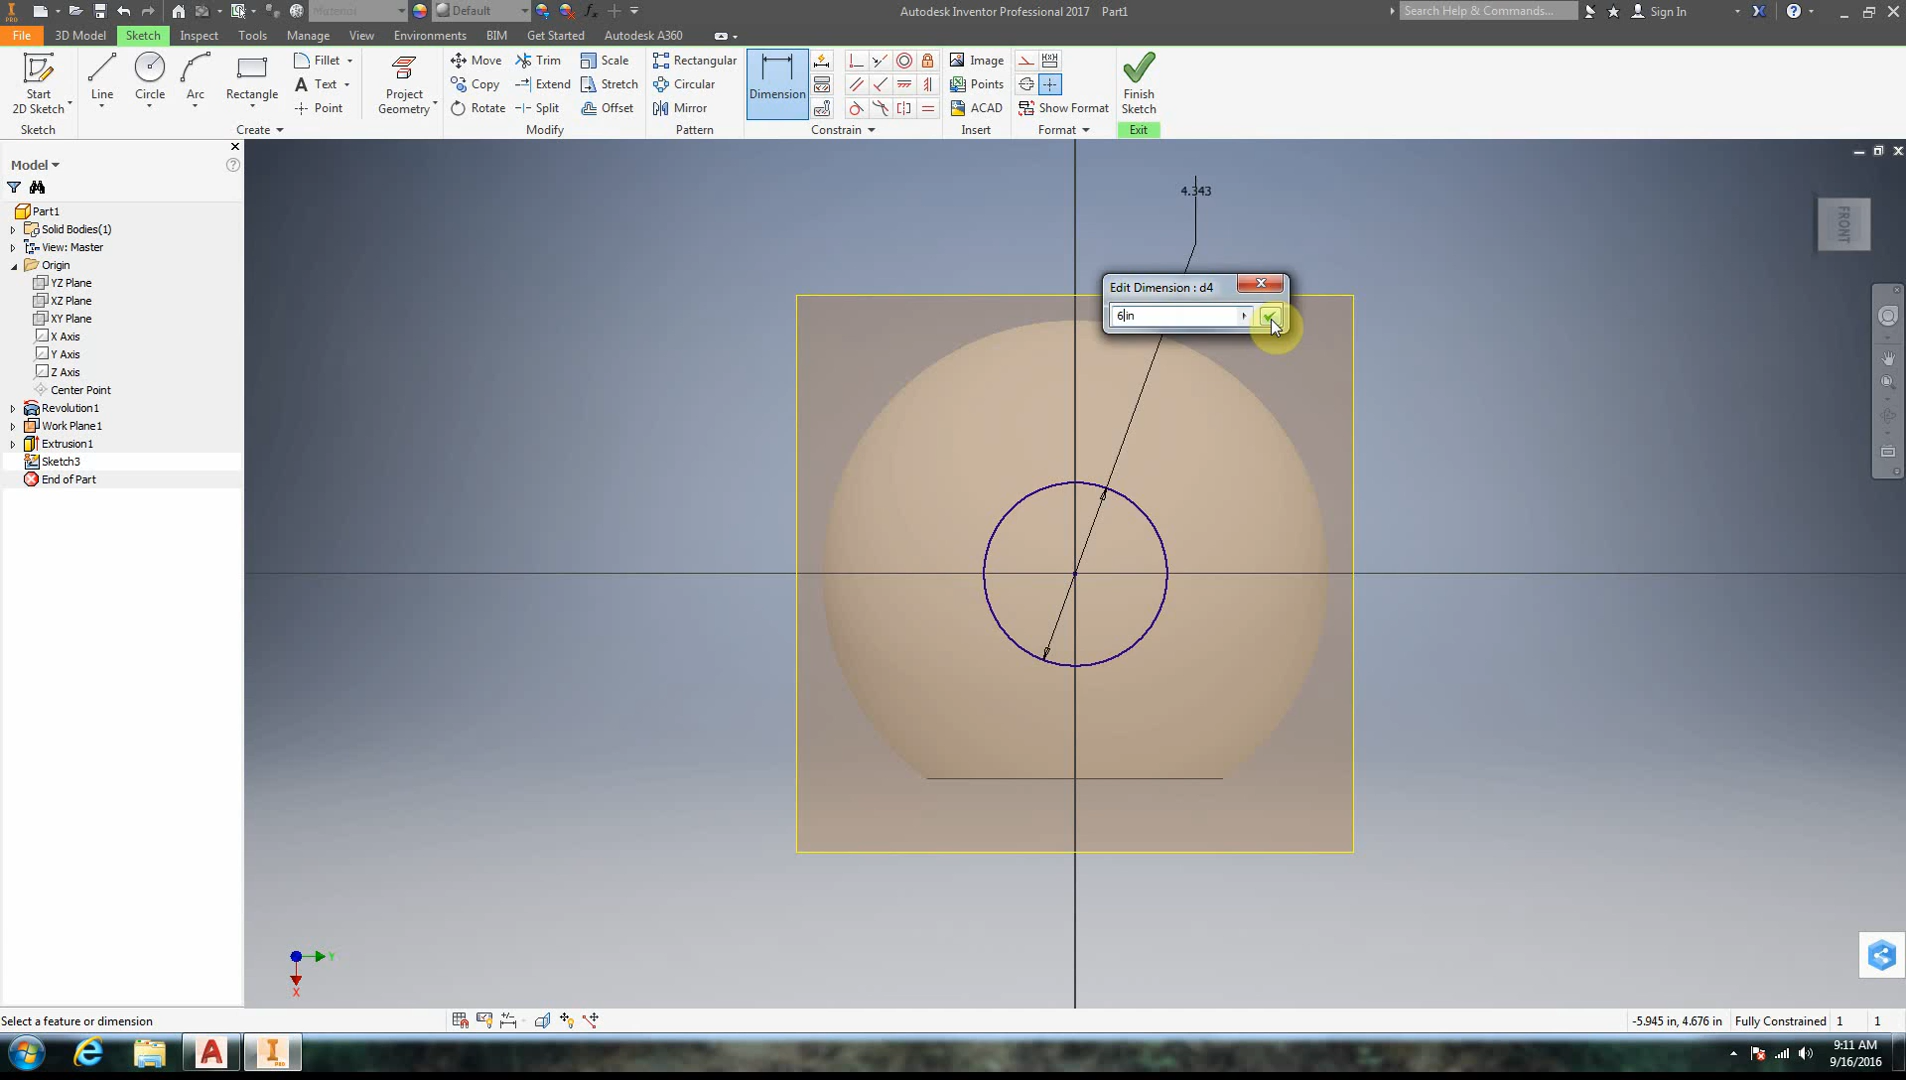 Material
Default
Autodesk Inventor Professional 2017 Part1
Search Help & Commands...
Sign In
File
3D Model
Sketch
Inspect
Tools
Manage
View
Environments
BIM
Get Started
Autodesk A360
Start
2D Sketch
Sketch
Line
Circle
Arc
Rectangle
Fillet
Text
Point
Create
Project
Geometry
Move
Copy
Rotate
Trim
Extend
Split
Scale
Stretch
Offset
Modify
Rectangular
Circular
Mirror
Pattern
Dimension
Constrain
Image
Points
ACAD
Insert
Show Format
Format
Finish
Sketch
Exit
Model
Part1
Solid Bodies(1)
View: Master
Origin
YZ Plane
XZ Plane
XY Plane
X Axis
Y Axis
Z Axis
Center Point
Revolution1
Work Plane1
Extrusion1
Sketch3
End of Part
4.343
Edit Dimension : d4
6in
FRONT
Y
X
Select a feature or dimension
-5.945 in, 4.676 in
Fully Constrained
1
1
9:11 AM
9/16/2016